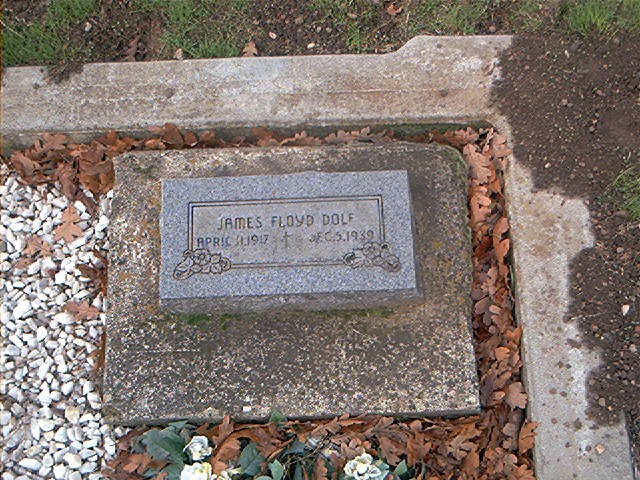 JAMES FLOYD DOLF
APRIL 11.1917 DEC.5.1939